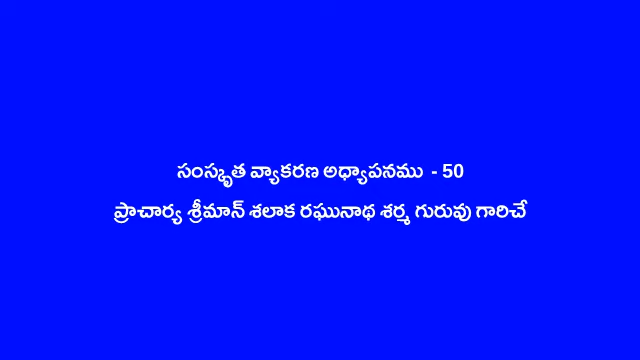 సంస్కృత వ్యాకరణ అధ్యాపనము - 50
ప్రాచార్య శ్రీమాన్ శలాక రఘునాథ శర్మ గురువు గారిచే